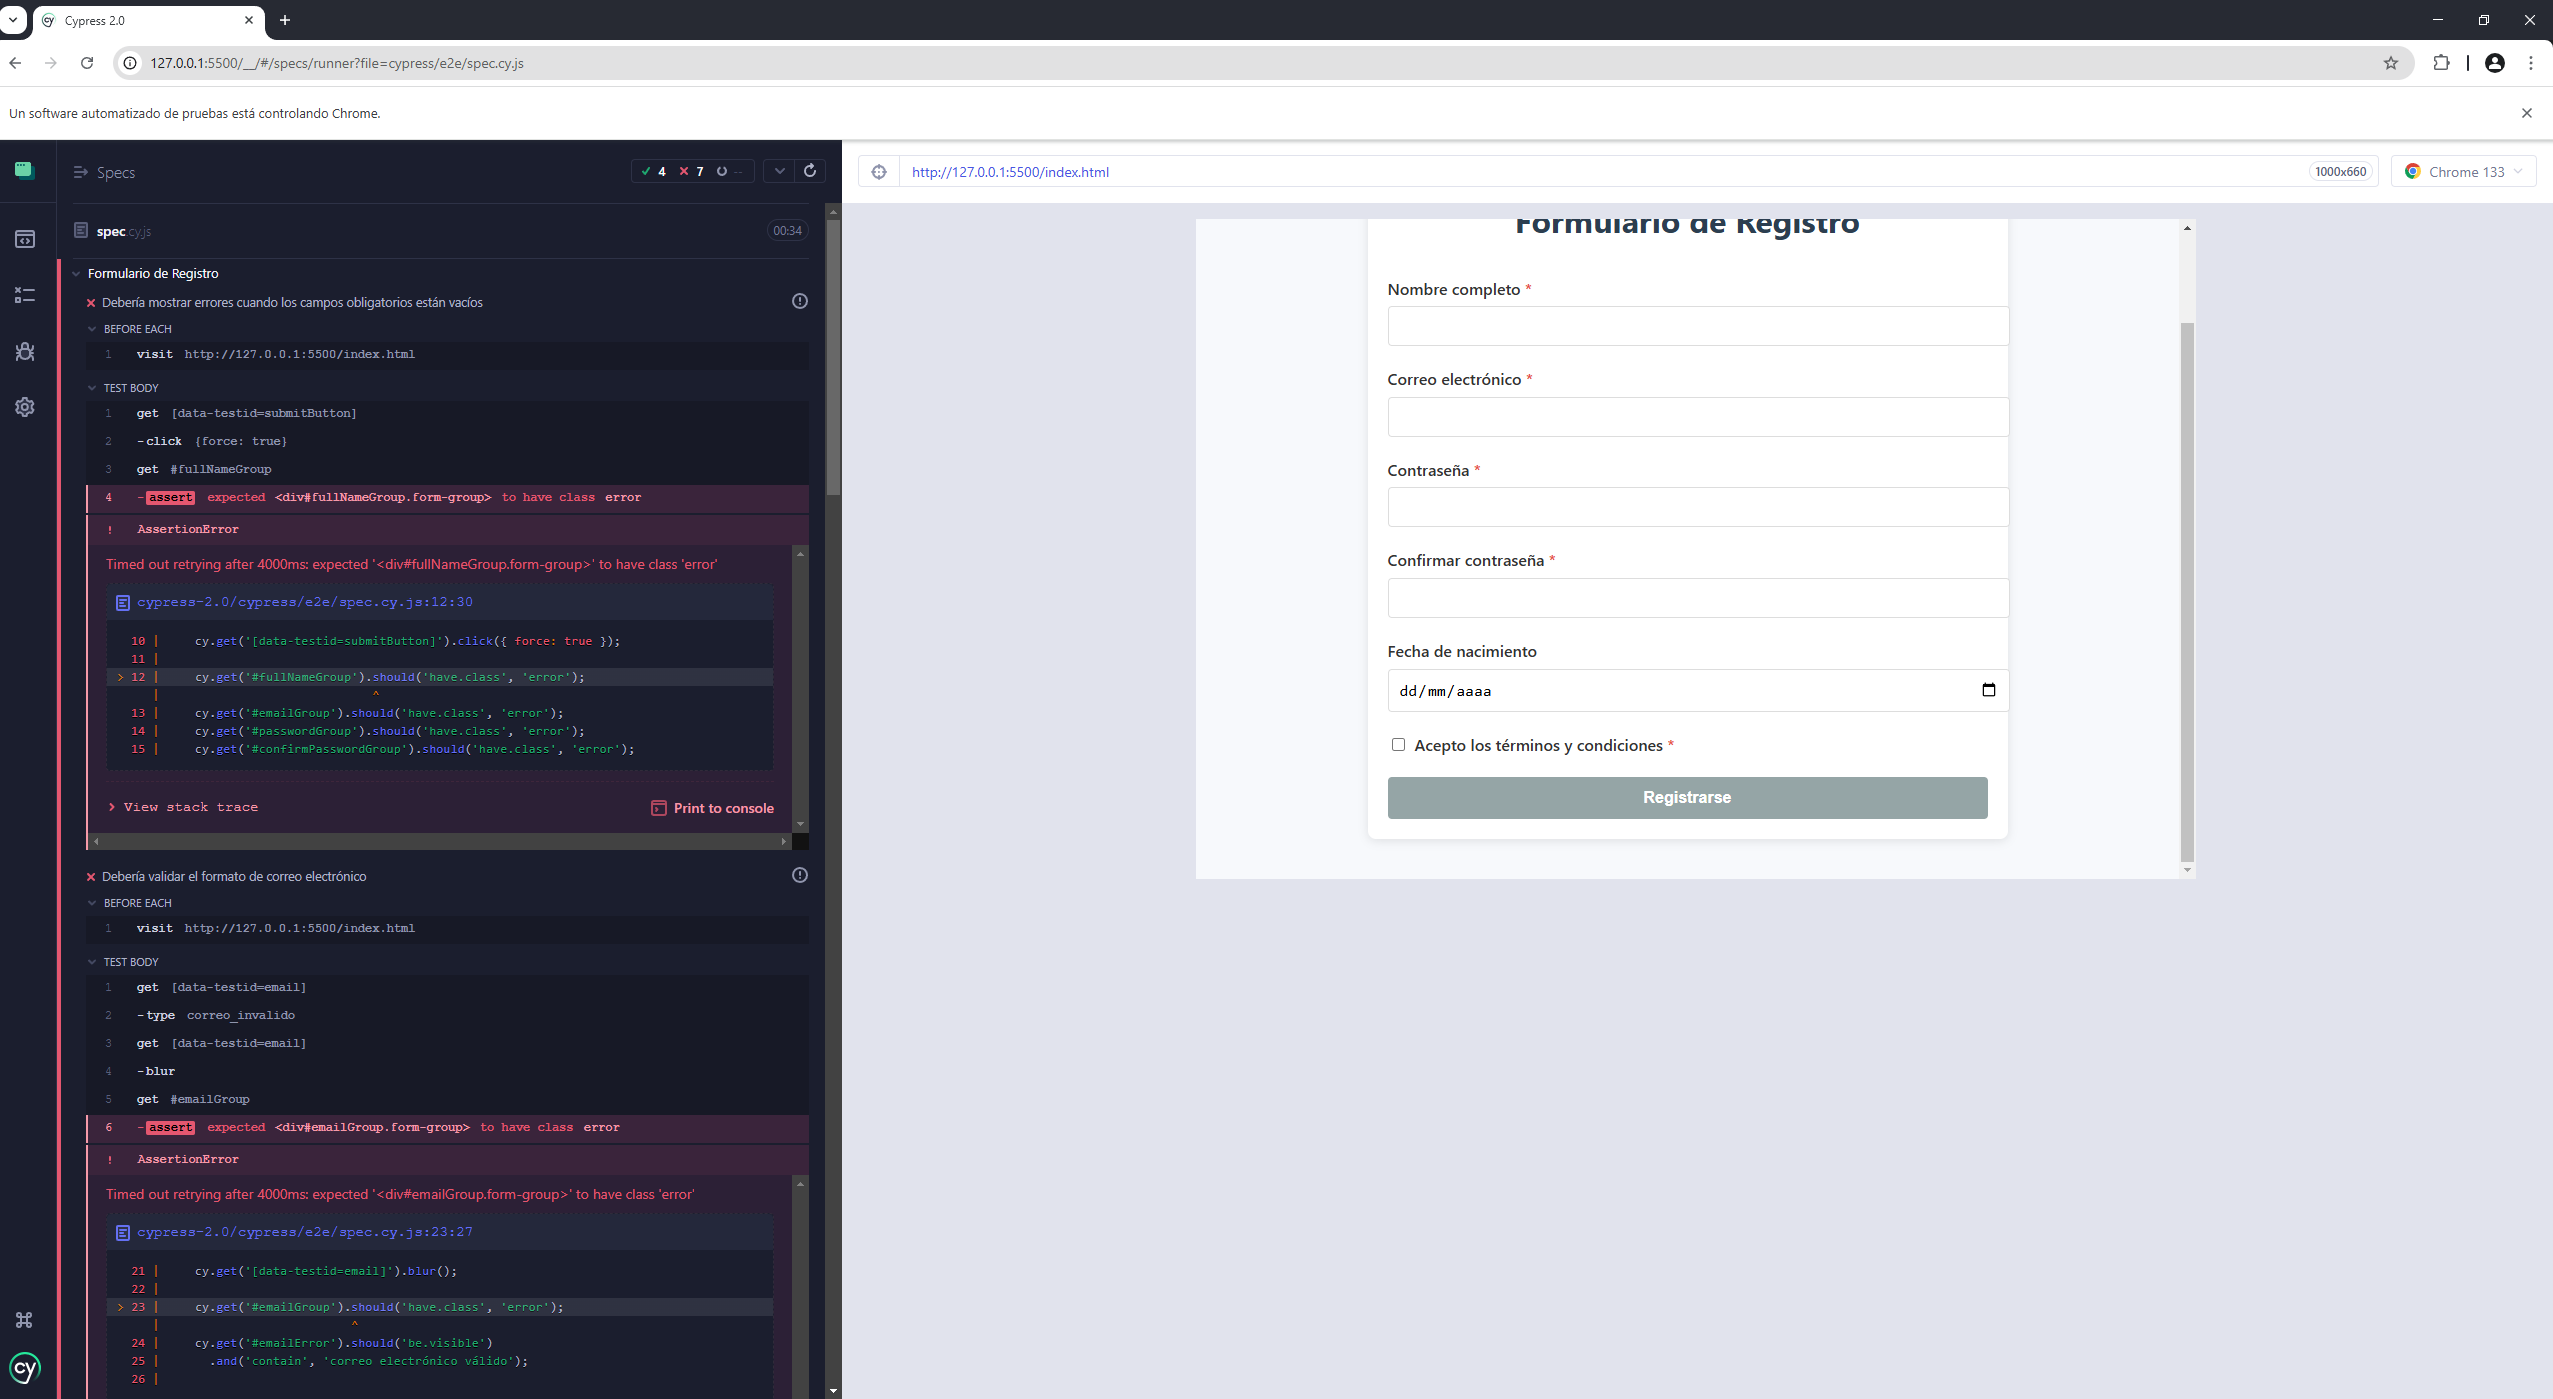 Cypress 2.0
127.0.0.1:5500/__/#/specs/runner?file=cypress/e2e/spec.cy.js
Un software automatizado de pruebas está controlando Chrome.
Specs
4 7 --
http://127.0.0.1:5500/index.html
1000x660
Chrome 133
spec.cy.js
00:34
Formulario de Registro
Debería mostrar errores cuando los campos obligatorios están vacíos
BEFORE EACH
1 visit http://127.0.0.1:5500/index.html
TEST BODY
1 get [data-testid=submitButton]
2 -click {force: true}
3 get #fullNameGroup
4 -assert expected <div#fullNameGroup.form-group> to have class error
! AssertionError
Timed out retrying after 4000ms: expected '<div#fullNameGroup.form-group>' to have class 'error'
cypress-2.0/cypress/e2e/spec.cy.js:12:30
10 | cy.get('[data-testid=submitButton]').click({ force: true });
11 |
> 12 | cy.get('#fullNameGroup').should('have.class', 'error');
| ^
13 | cy.get('#emailGroup').should('have.class', 'error');
14 | cy.get('#passwordGroup').should('have.class', 'error');
15 | cy.get('#confirmPasswordGroup').should('have.class', 'error');
> View stack trace
Print to console
Debería validar el formato de correo electrónico
BEFORE EACH
1 visit http://127.0.0.1:5500/index.html
TEST BODY
1 get [data-testid=email]
2 -type correo_invalido
3 get [data-testid=email]
4 -blur
5 get #emailGroup
6 -assert expected <div#emailGroup.form-group> to have class error
! AssertionError
Timed out retrying after 4000ms: expected '<div#emailGroup.form-group>' to have class 'error'
cypress-2.0/cypress/e2e/spec.cy.js:23:27
21 | cy.get('[data-testid=email]').blur();
22 |
> 23 | cy.get('#emailGroup').should('have.class', 'error');
| ^
24 | cy.get('#emailError').should('be.visible')
25 | .and('contain', 'correo electrónico válido');
26 |
cy
Formulario de Registro
Nombre completo *
Correo electrónico *
Contraseña *
Confirmar contraseña *
Fecha de nacimiento
dd/mm/aaaa
Acepto los términos y condiciones *
Registrarse